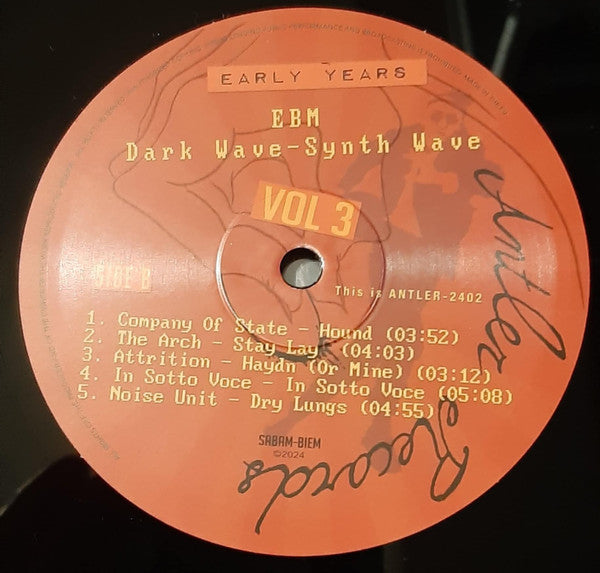 EARLY YEARS
EBM
Dark Wave-Synth Wave
VOL 3
SIDE B
This is ANTLER-2402
1. Company Of State - Hound (03:52)
2. The Arch - Stay Lay (04:03)
3. Attrition - Haydn (Or Mine) (03:12)
4. In Sotto Voce - In Sotto Voce (05:08)
5. Noise Unit - Dry Lungs (04:55)
SABAM-BIEM
©2024
Antler Records